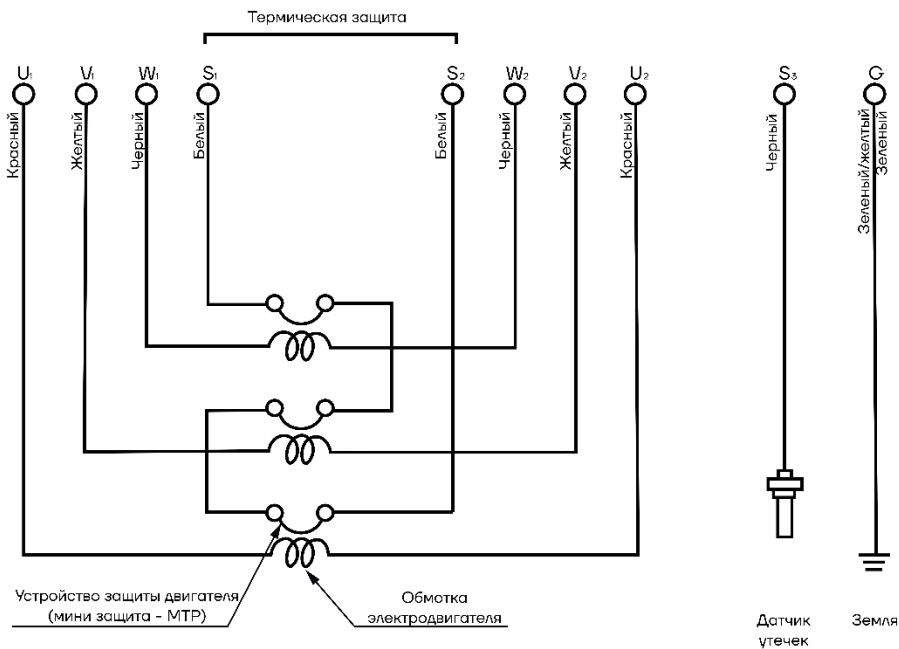 Термическая защита
U₁ V₁ W₁ S₁ S₂ W₂ V₂ U₂ S₃ G
Красный
Желтый
Черный
Белый
Белый
Черный
Желтый
Красный
Черный
Зеленый/желтый
Зеленый
Устройство защиты двигателя
(мини защита - МТР)
Обмотка
электродвигателя
Датчик
утечек
Земля